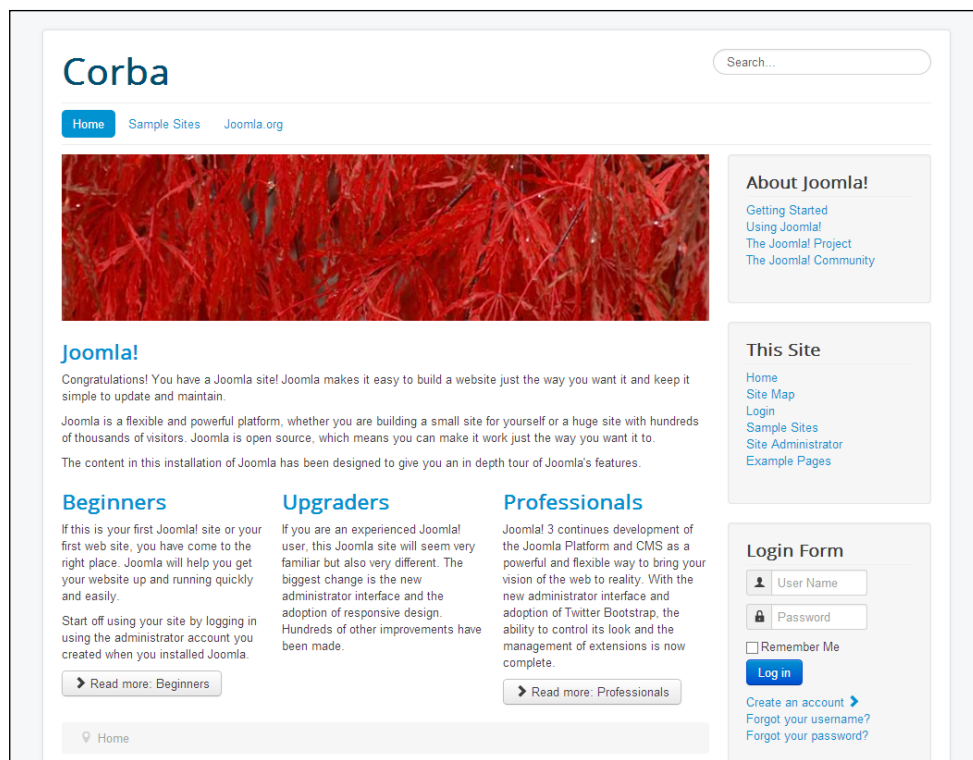 Corba
Search...
Home
Sample Sites
Joomla.org
Joomla!
Congratulations! You have a Joomla site! Joomla makes it easy to build a website just the way you want it and keep it
simple to update and maintain.
Joomla is a flexible and powerful platform, whether you are building a small site for yourself or a huge site with hundreds
of thousands of visitors. Joomla is open source, which means you can make it work just the way you want it to.
The content in this installation of Joomla has been designed to give you an in depth tour of Joomla's features.
Beginners
If this is your first Joomla! site or your
first web site, you have come to the
right place. Joomla will help you get
your website up and running quickly
and easily.
Start off using your site by logging in
using the administrator account you
created when you installed Joomla.
Read more: Beginners
Upgraders
If you are an experienced Joomla!
user, this Joomla site will seem very
familiar but also very different. The
biggest change is the new
administrator interface and the
adoption of responsive design.
Hundreds of other improvements have
been made.
Professionals
Joomla! 3 continues development of
the Joomla Platform and CMS as a
powerful and flexible way to bring your
vision of the web to reality. With the
new administrator interface and
adoption of Twitter Bootstrap, the
ability to control its look and the
management of extensions is now
complete.
Read more: Professionals
Home
About Joomla!
Getting Started
Using Joomla!
The Joomla! Project
The Joomla! Community
This Site
Home
Site Map
Login
Sample Sites
Site Administrator
Example Pages
Login Form
User Name
Password
Remember Me
Log in
Create an account
Forgot your username?
Forgot your password?